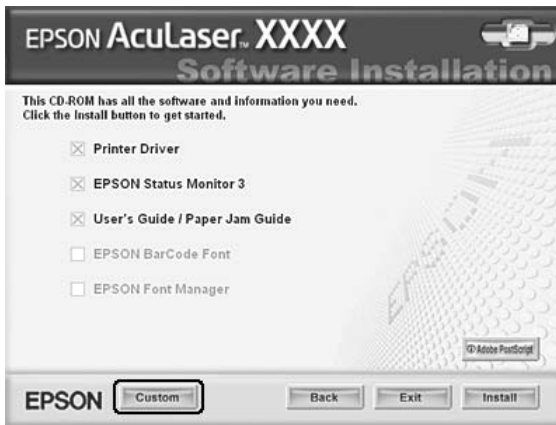 EPSON AcuLaser™ XXXX
Software Installation
This CD-ROM has all the software and information you need.
Click the Install button to get started.
Printer Driver
EPSON Status Monitor 3
User's Guide / Paper Jam Guide
EPSON BarCode Font
EPSON Font Manager
EPSON
Adobe PostScript
EPSON
Custom
Back
Exit
Install